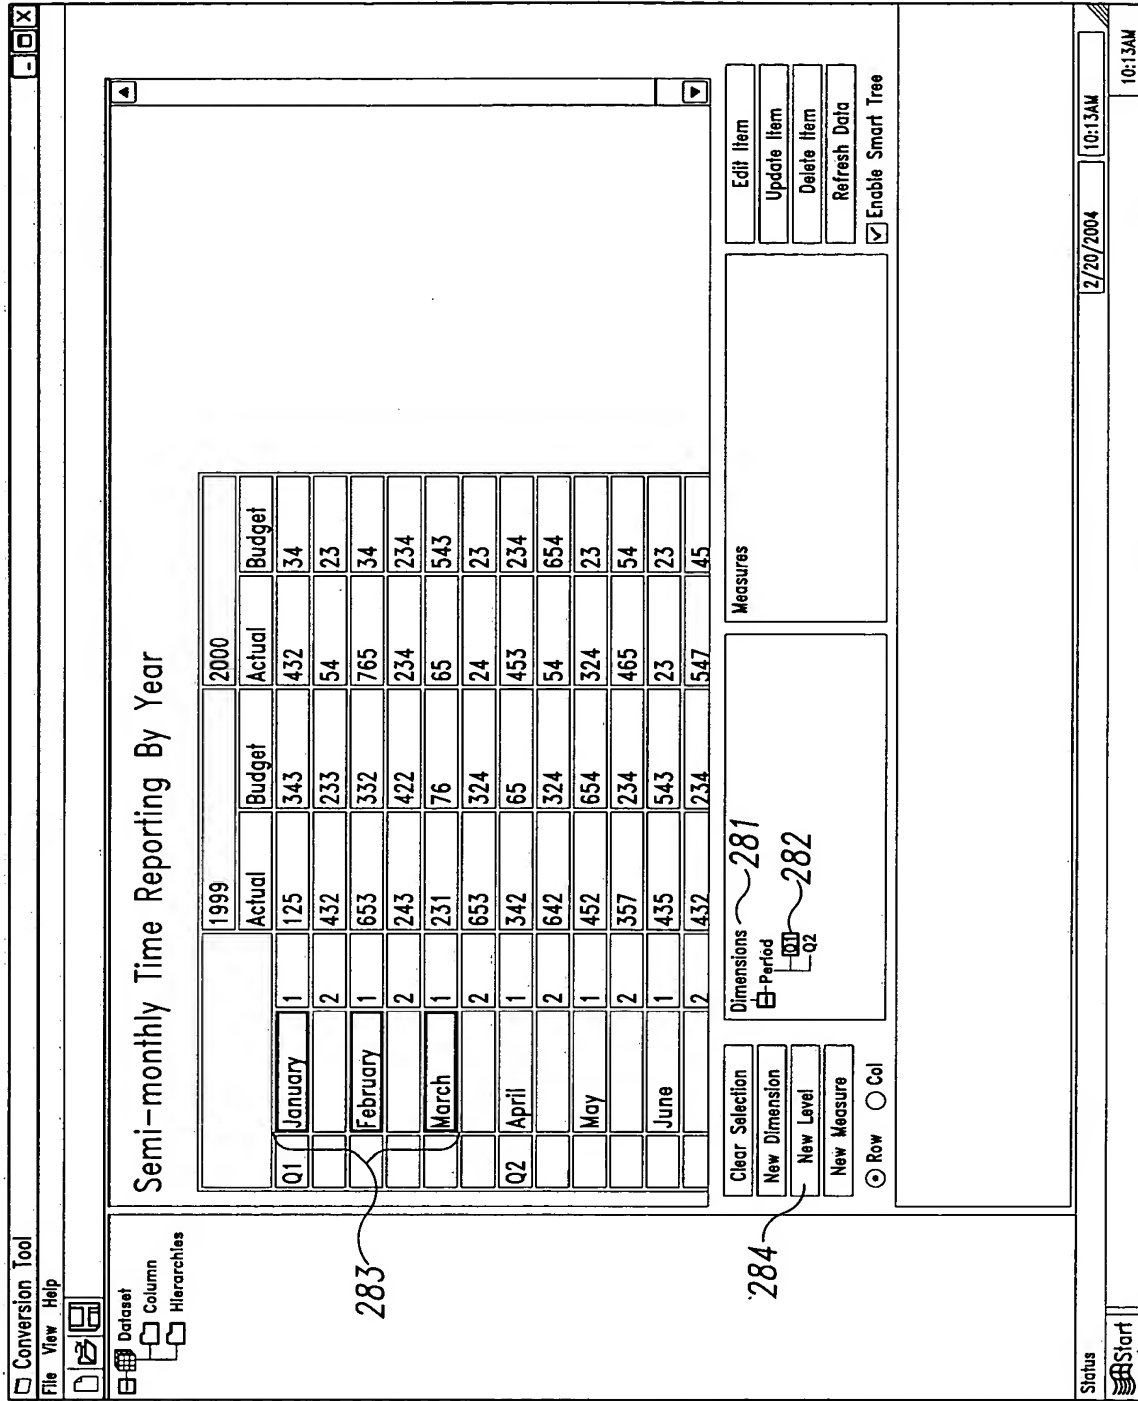 Conversion Tool
File View Help
Dataset
Column
Hierarchies
Semi-monthly Time Reporting By Year
1999 2000
Actual Budget Actual Budget
Q1 January 1 125 343 432 34
2 432 233 54 23
February 1 653 332 765 34
2 243 422 234 234
March 1 231 76 65 543
2 653 324 24 23
Q2 April 1 342 65 453 234
2 642 324 54 654
May 1 452 654 324 23
2 357 234 465 54
June 1 435 543 23 23
2 432 234 547 45
283
Clear Selection
New Dimension
New Level
New Measure
Row Col
284
Dimensions 281
Period
Q1 282
Q2
Measures
Edit Item
Update Item
Delete Item
Refresh Data
Enable Smart Tree
Status 2/20/2004 10:13AM
Start 10:13AM